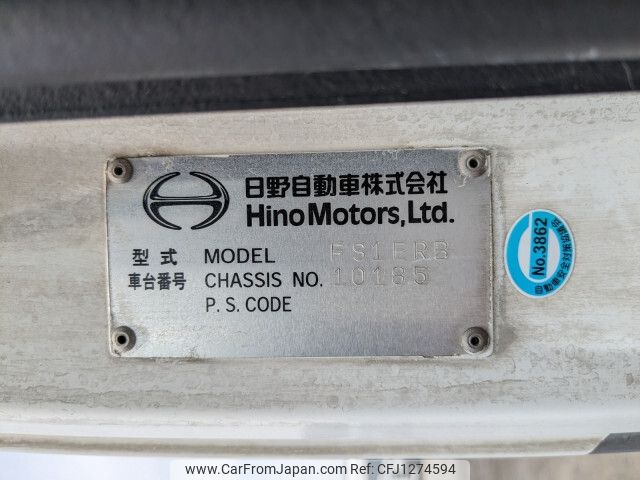 日野自動車株式会社
Hino Motors, Ltd.
型式 MODEL FS1ERB
車台番号 CHASSIS NO. 10185
P.S.CODE
No.3862
www.CarFromJapan.com | REF CFJ1274594